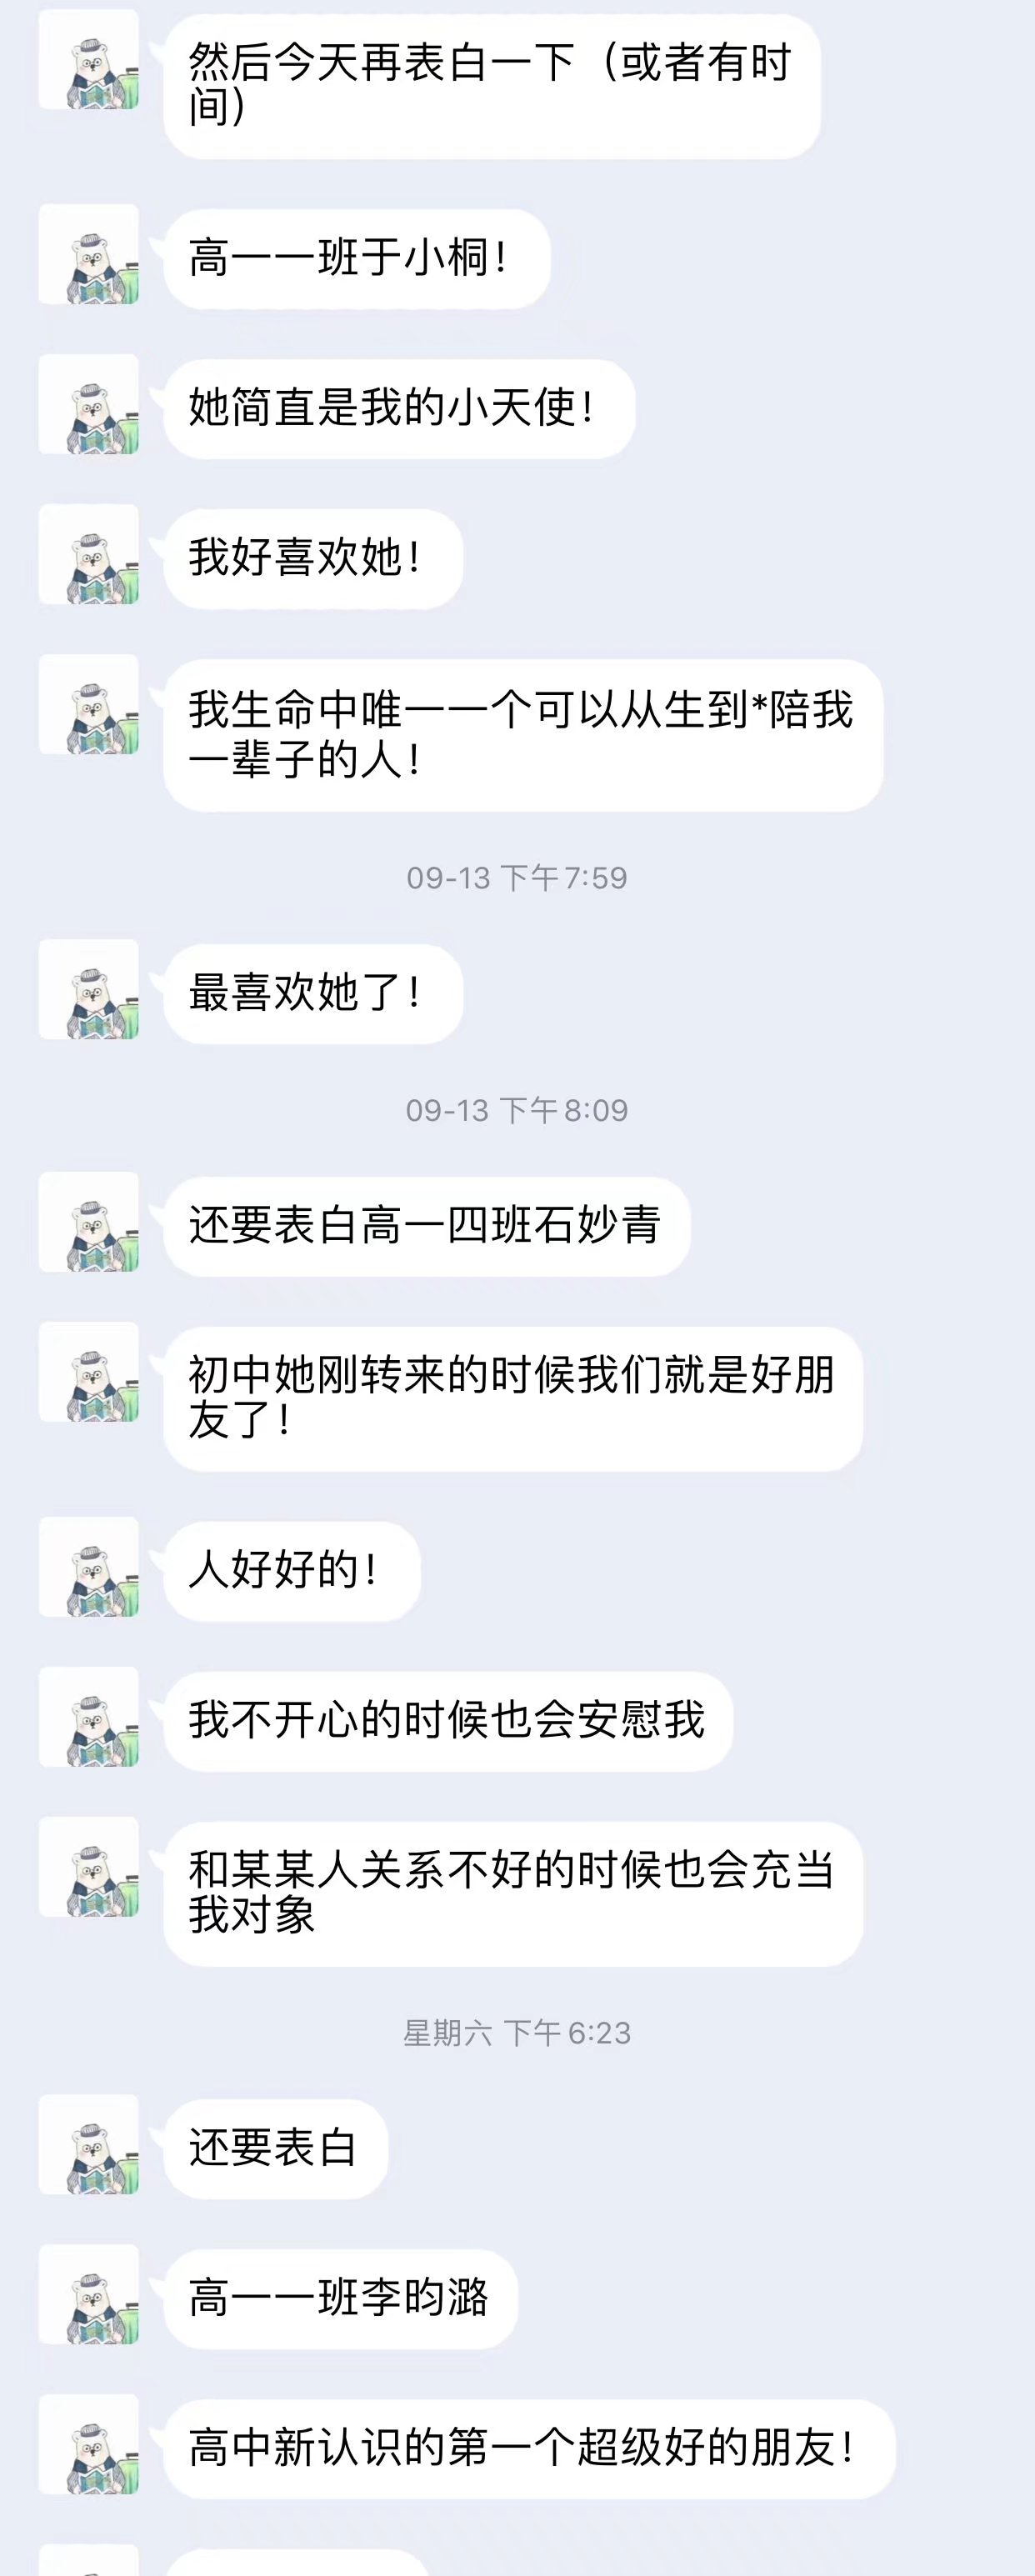 然后今天再表白一下（或者有时
间）
高一一班于小桐！
她简直是我的小天使！
我好喜欢她！
我生命中唯一一个可以从生到*陪我
一辈子的人！
09-13 下午7:59
最喜欢她了！
09-13 下午8:09
还要表白高一四班石妙青
初中她刚转来的时候我们就是好朋
友了！
人好好的！
我不开心的时候也会安慰我
和某某人关系不好的时候也会充当
我对象
星期六 下午6:23
还要表白
高一一班李昀潞
高中新认识的第一个超级好的朋友！